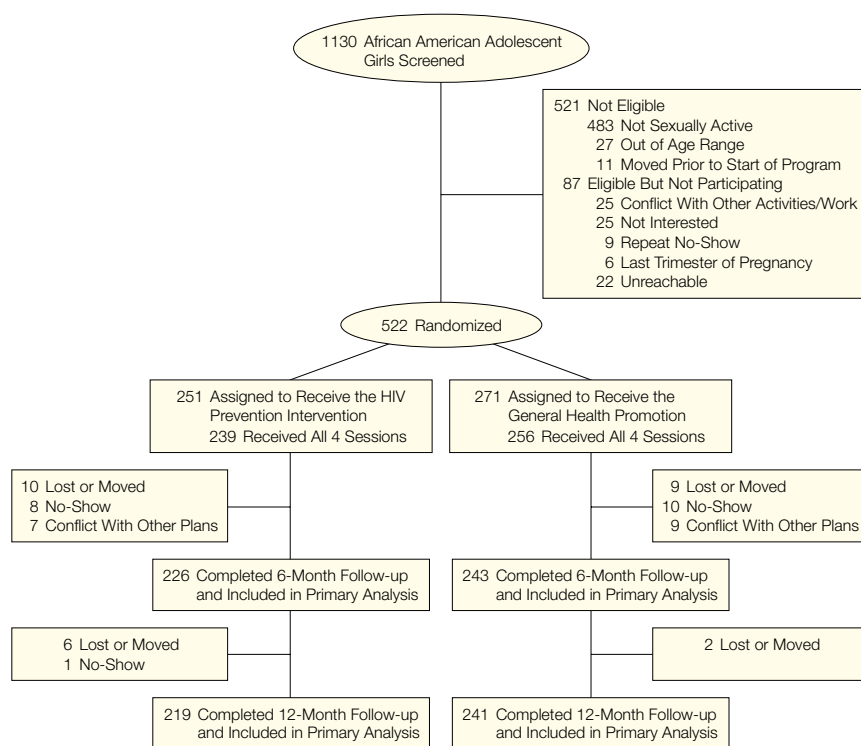 1130 African American Adolescent
Girls Screened
521 Not Eligible
483 Not Sexually Active
27 Out of Age Range
11 Moved Prior to Start of Program
87 Eligible But Not Participating
25 Conflict With Other Activities/Work
25 Not Interested
9 Repeat No-Show
6 Last Trimester of Pregnancy
22 Unreachable
522 Randomized
251 Assigned to Receive the HIV
Prevention Intervention
239 Received All 4 Sessions
271 Assigned to Receive the
General Health Promotion
256 Received All 4 Sessions
10 Lost or Moved
8 No-Show
7 Conflict With Other Plans
9 Lost or Moved
10 No-Show
9 Conflict With Other Plans
226 Completed 6-Month Follow-up
and Included in Primary Analysis
243 Completed 6-Month Follow-up
and Included in Primary Analysis
6 Lost or Moved
1 No-Show
2 Lost or Moved
219 Completed 12-Month Follow-up
and Included in Primary Analysis
241 Completed 12-Month Follow-up
and Included in Primary Analysis